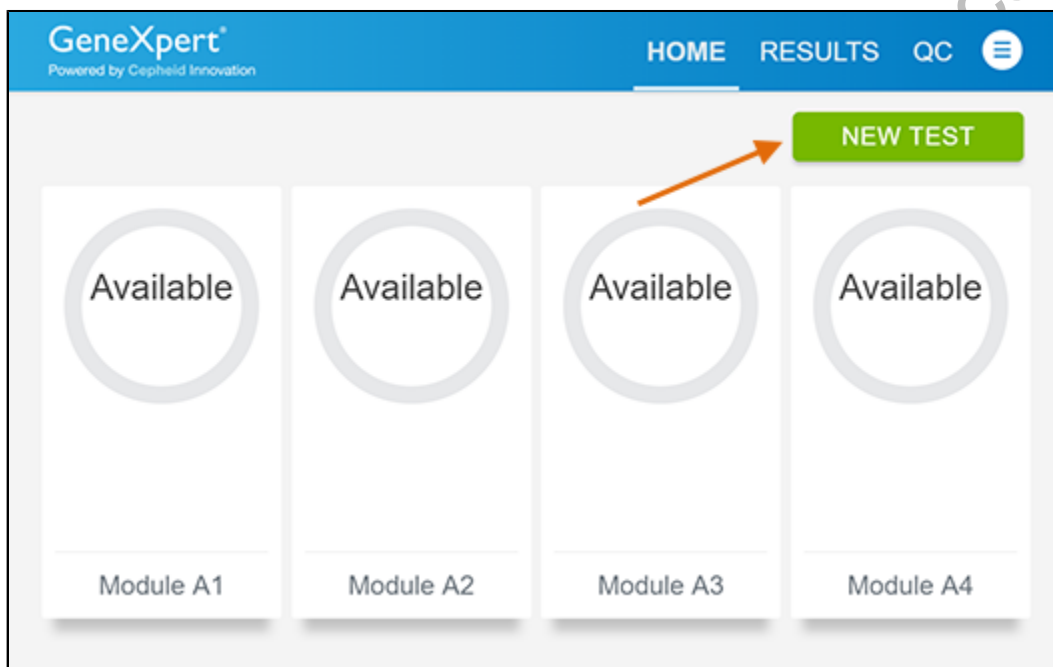 GeneXpert®
Powered by Cepheid Innovation
HOME RESULTS QC
NEW TEST
Available Available Available Available
Module A1 Module A2 Module A3 Module A4